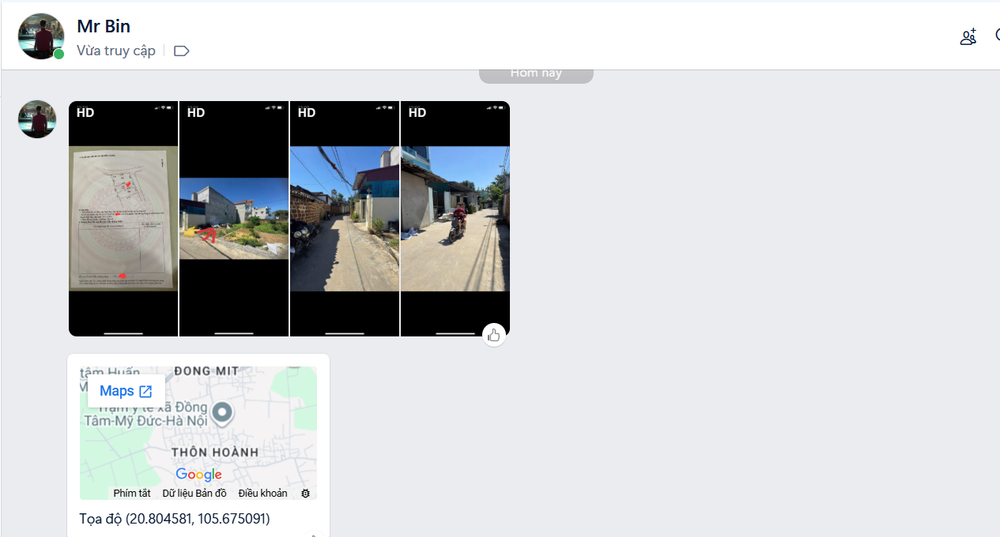 Mr Bin
Vừa truy cập
Hôm nay
HD
HD
HD
HD
tâm Huấn
ĐONG MIT
Maps
Trạm y tế xã Đồng
Tâm-Mỹ Đức-Hà Nội
THÔN HOÀNH
Google
Phím tắt
Dữ liệu Bản đồ
Điều khoản
Tọa độ (20.804581, 105.675091)